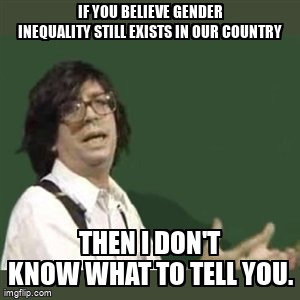 IF YOU BELIEVE GENDER
INEQUALITY STILL EXISTS IN OUR COUNTRY
THEN I DON'T
KNOW WHAT TO TELL YOU.
imgflip.com